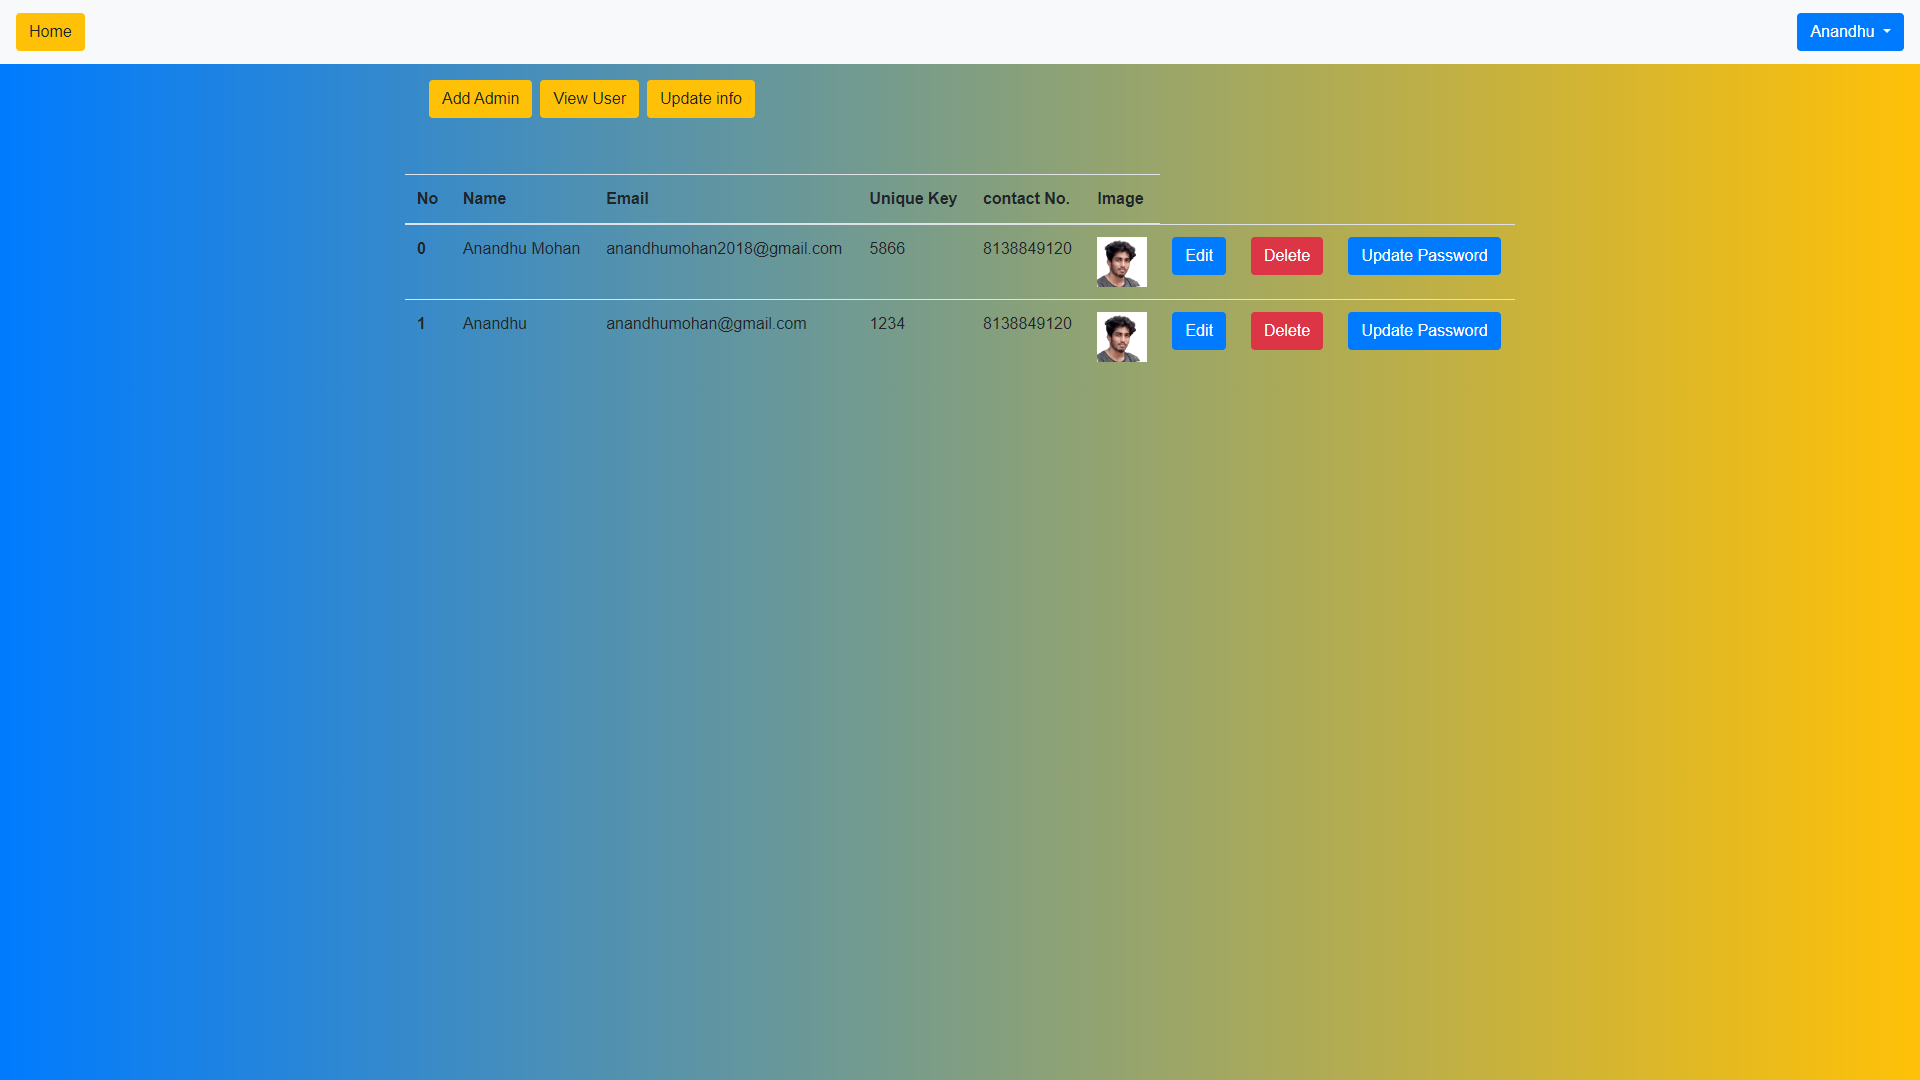 Home Anandhu
Add Admin View User Update info
No Name Email Unique Key contact No. Image
0 Anandhu Mohan anandhumohan2018@gmail.com 5866 8138849120 Edit Delete Update Password
1 Anandhu anandhumohan@gmail.com 1234 8138849120 Edit Delete Update Password